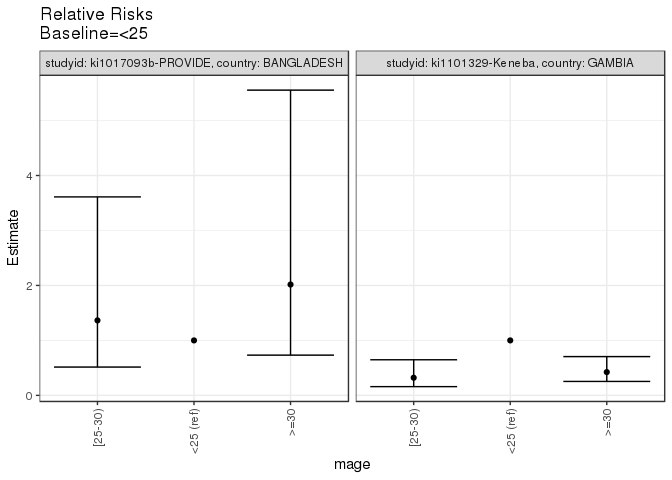 Relative Risks
Baseline=<25
studyid: ki1017093b-PROVIDE, country: BANGLADESH
studyid: ki1101329-Keneba, country: GAMBIA
4
2
0
Estimate
[25-30)
<25 (ref)
>=30
[25-30)
<25 (ref)
>=30
mage